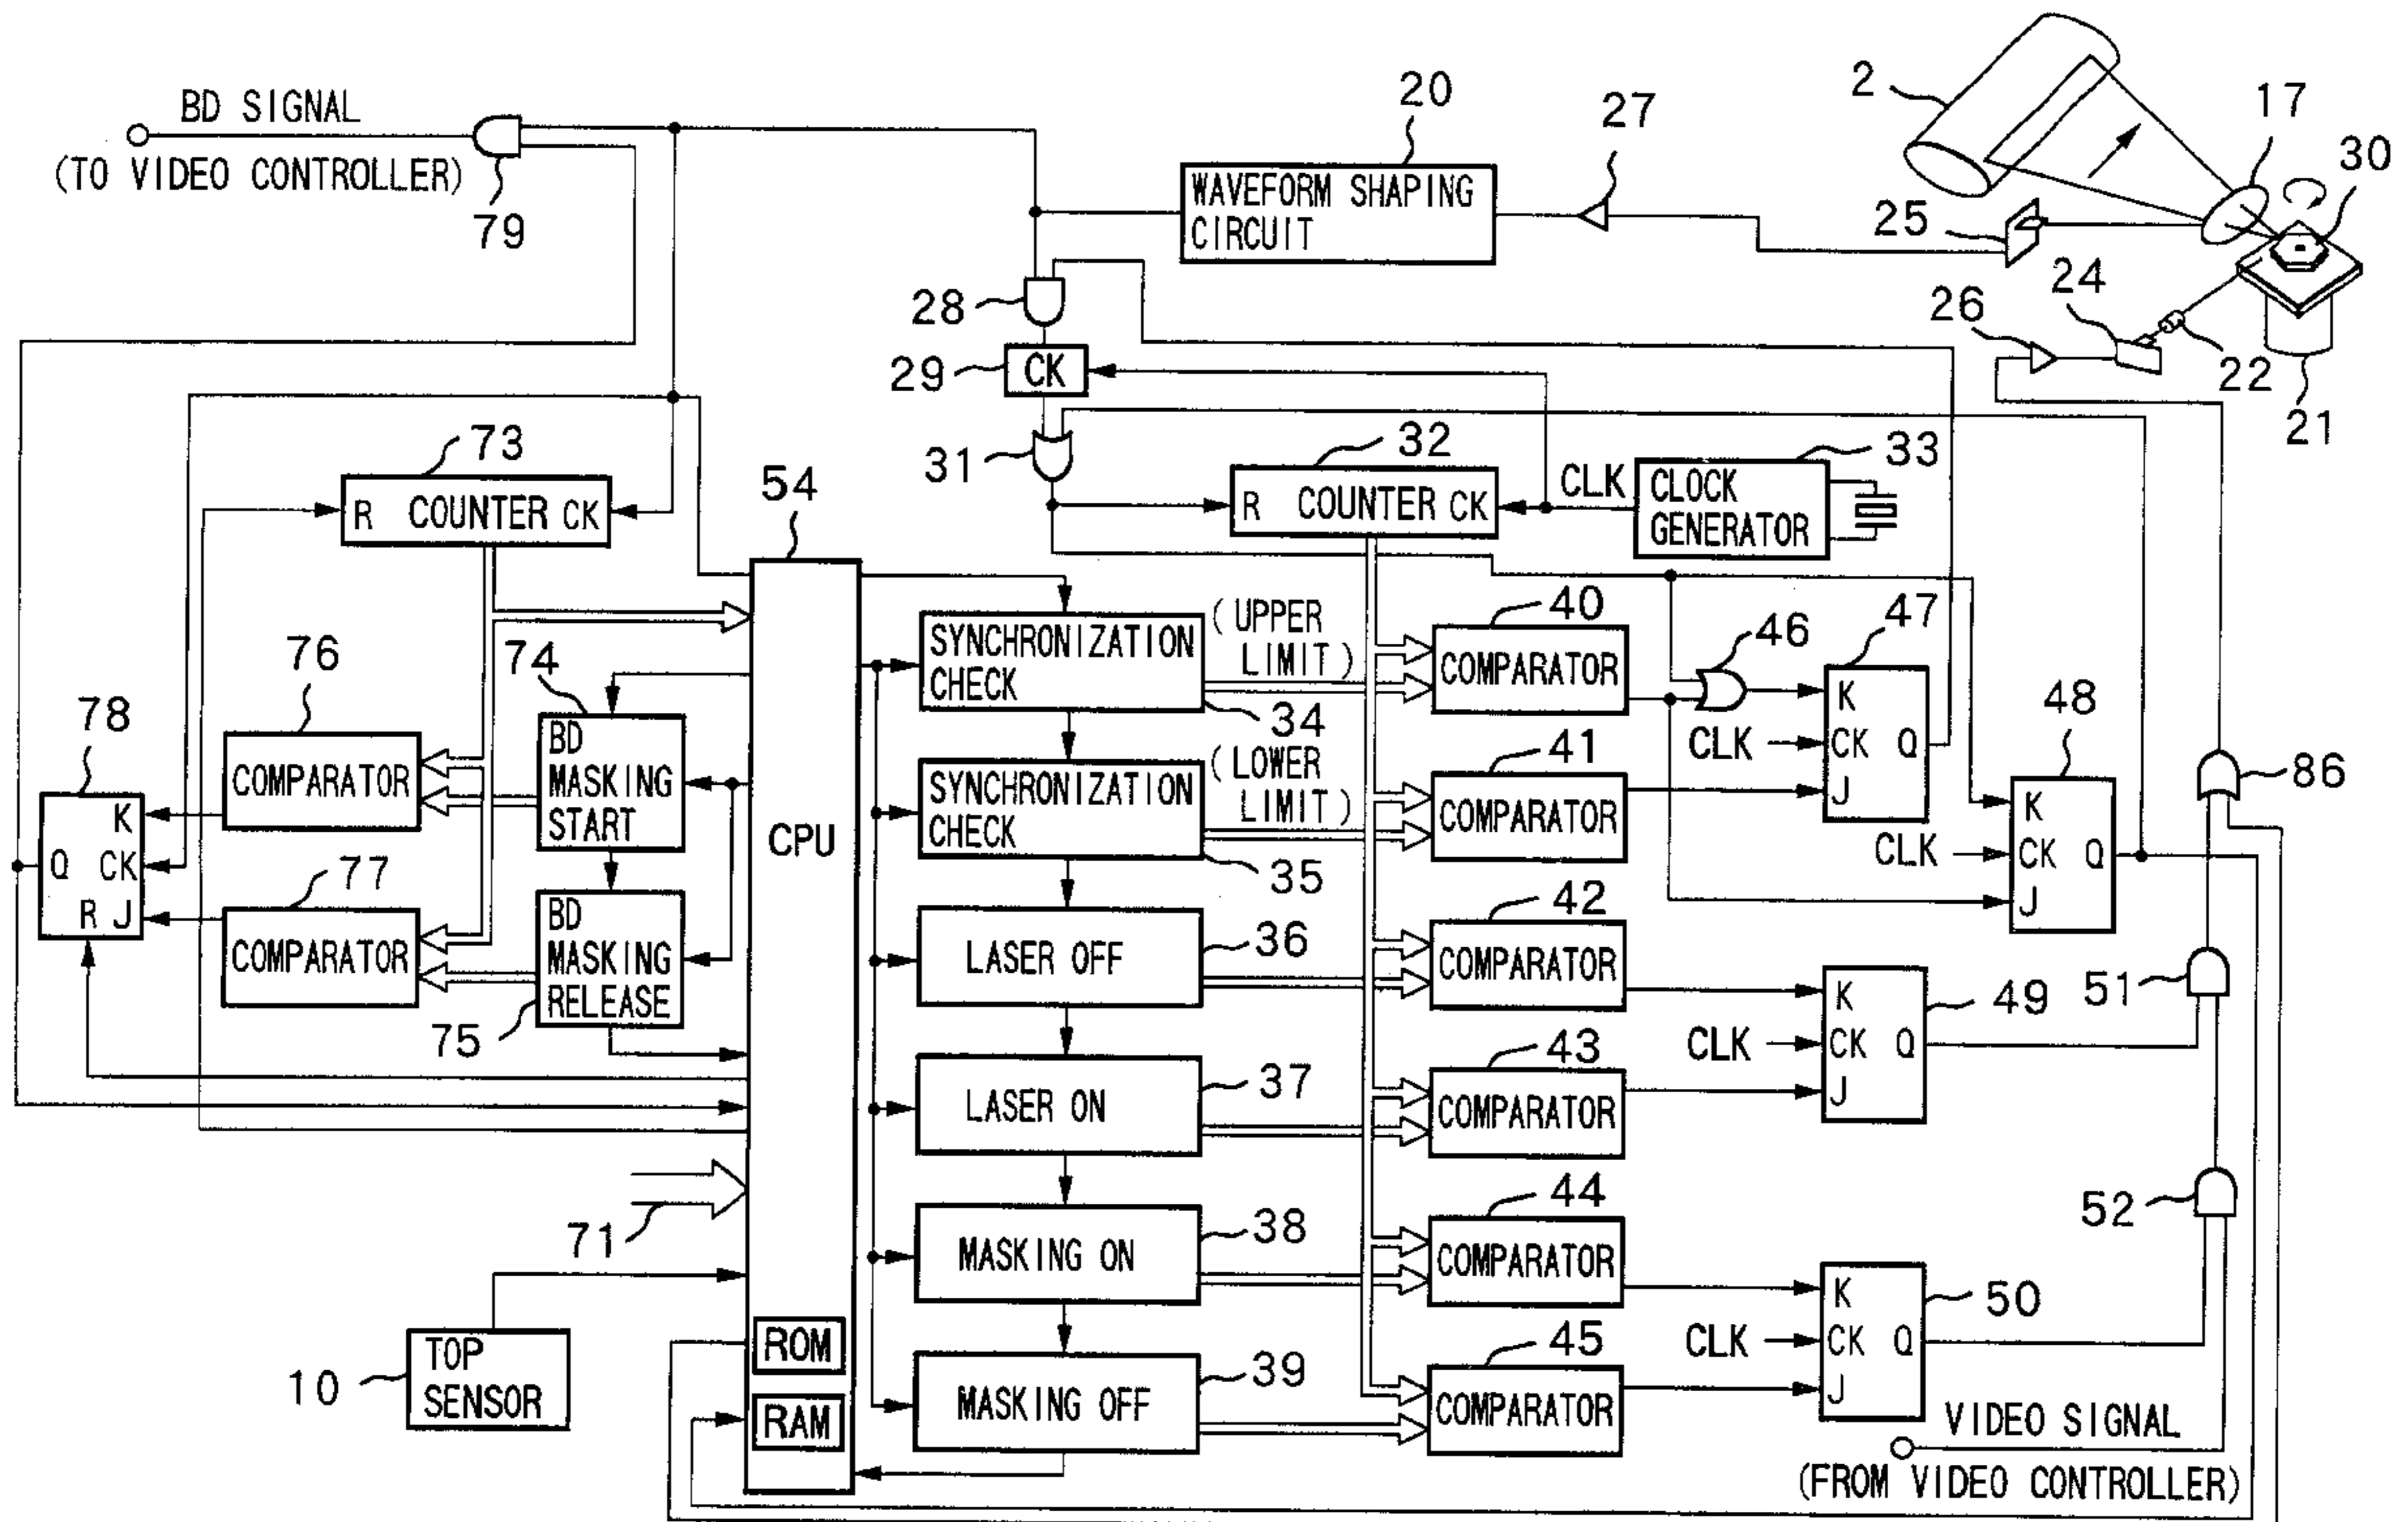 BD SIGNAL
(TO VIDEO CONTROLLER)
79
20
WAVEFORM SHAPING
CIRCUIT
27
2
17
30
25
24
26
22
21
28
29
CK
31
73
R COUNTER CK
54
32
R COUNTER CK
CLK
33
CLOCK
GENERATOR
CPU
74
BD
MASKING
START
75
BD
MASKING
RELEASE
76
COMPARATOR
77
COMPARATOR
78
K
Q CK
R J
SYNCHRONIZATION
CHECK
(UPPER
LIMIT)
34
SYNCHRONIZATION
CHECK
(LOWER
LIMIT)
35
LASER OFF
36
LASER ON
37
MASKING ON
38
MASKING OFF
39
40
COMPARATOR
41
COMPARATOR
42
COMPARATOR
43
COMPARATOR
44
COMPARATOR
45
COMPARATOR
46
47
K
CLK
CK Q
J
48
K
CLK
CK Q
J
86
49
K
CLK
CK Q
J
51
52
50
K
CLK
CK Q
J
71
10
TOP
SENSOR
ROM
RAM
VIDEO SIGNAL
(FROM VIDEO CONTROLLER)